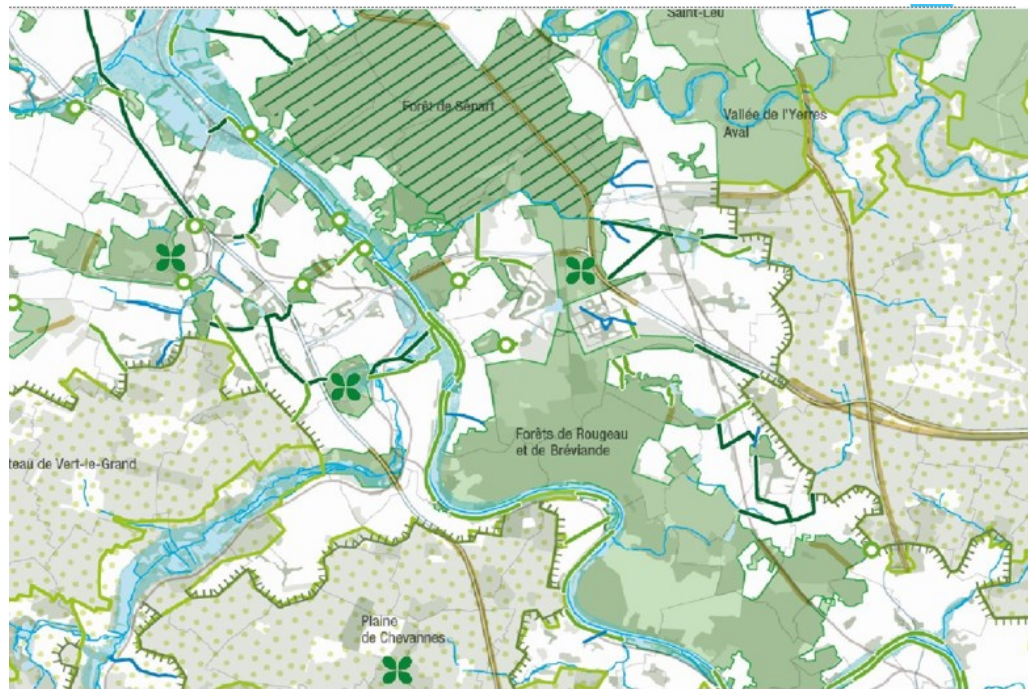 Saint-Leu
Forêt de Sénart
Vallée de l'Yerres
Aval
Forêts de Rougeau
et de Bréviande
teau de Vert-le-Grand
Plaine
de Chevannes